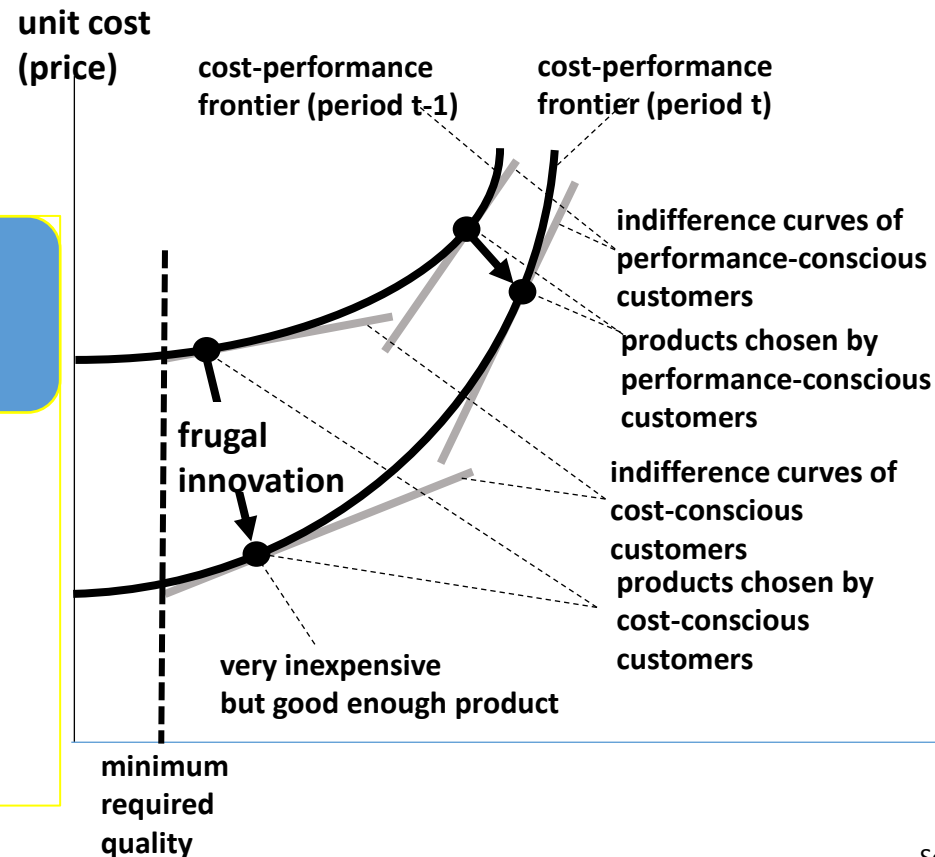 unit cost
(price)
cost-performance
frontier (period t-1)
cost-performance
frontier (period t)
indifference curves of
performance-conscious
customers
products chosen by
performance-conscious
customers
frugal
innovation
indifference curves of
cost-conscious
customers
products chosen by
cost-conscious
customers
very inexpensive
but good enough product
minimum
required
quality